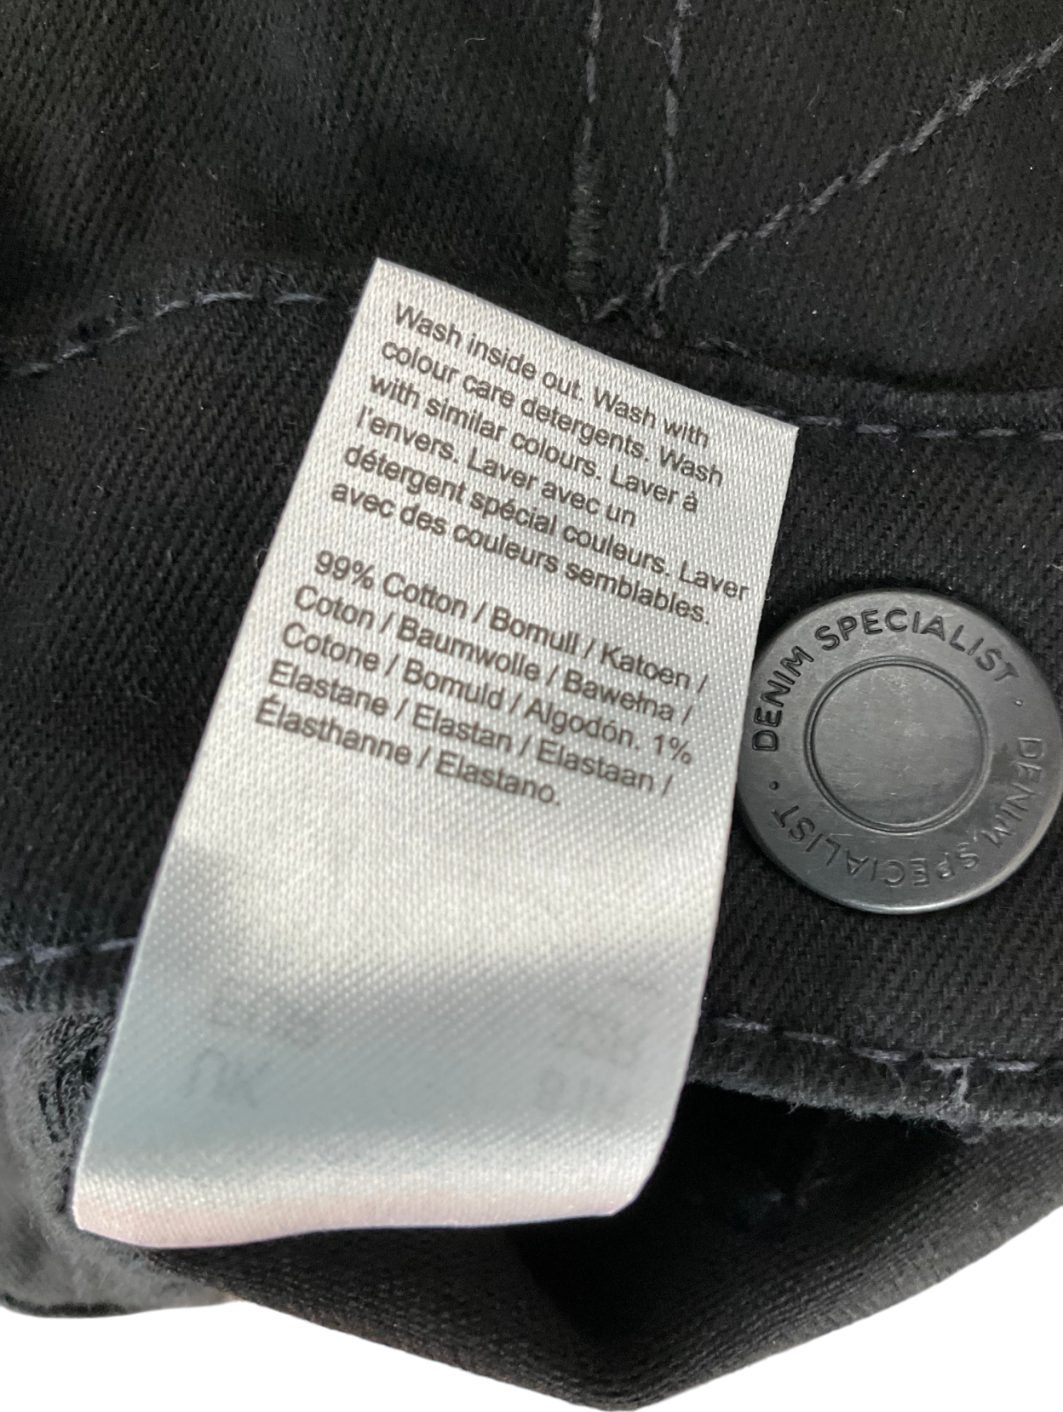 Wash inside out. Wash with
colour care detergents. Wash
with similar colours. Laver à
l'envers. Laver avec un
détergent spécial couleurs. Laver
avec des couleurs semblables.
99% Cotton / Bomull / Katoen /
Coton / Baumwolle / Bawełna /
Cotone / Bomuld / Algodón. 1%
Elastane / Elastan / Elastaan /
Élasthanne / Elastano.
DENIM SPECIALIST · DENIM SPECIALIST ·